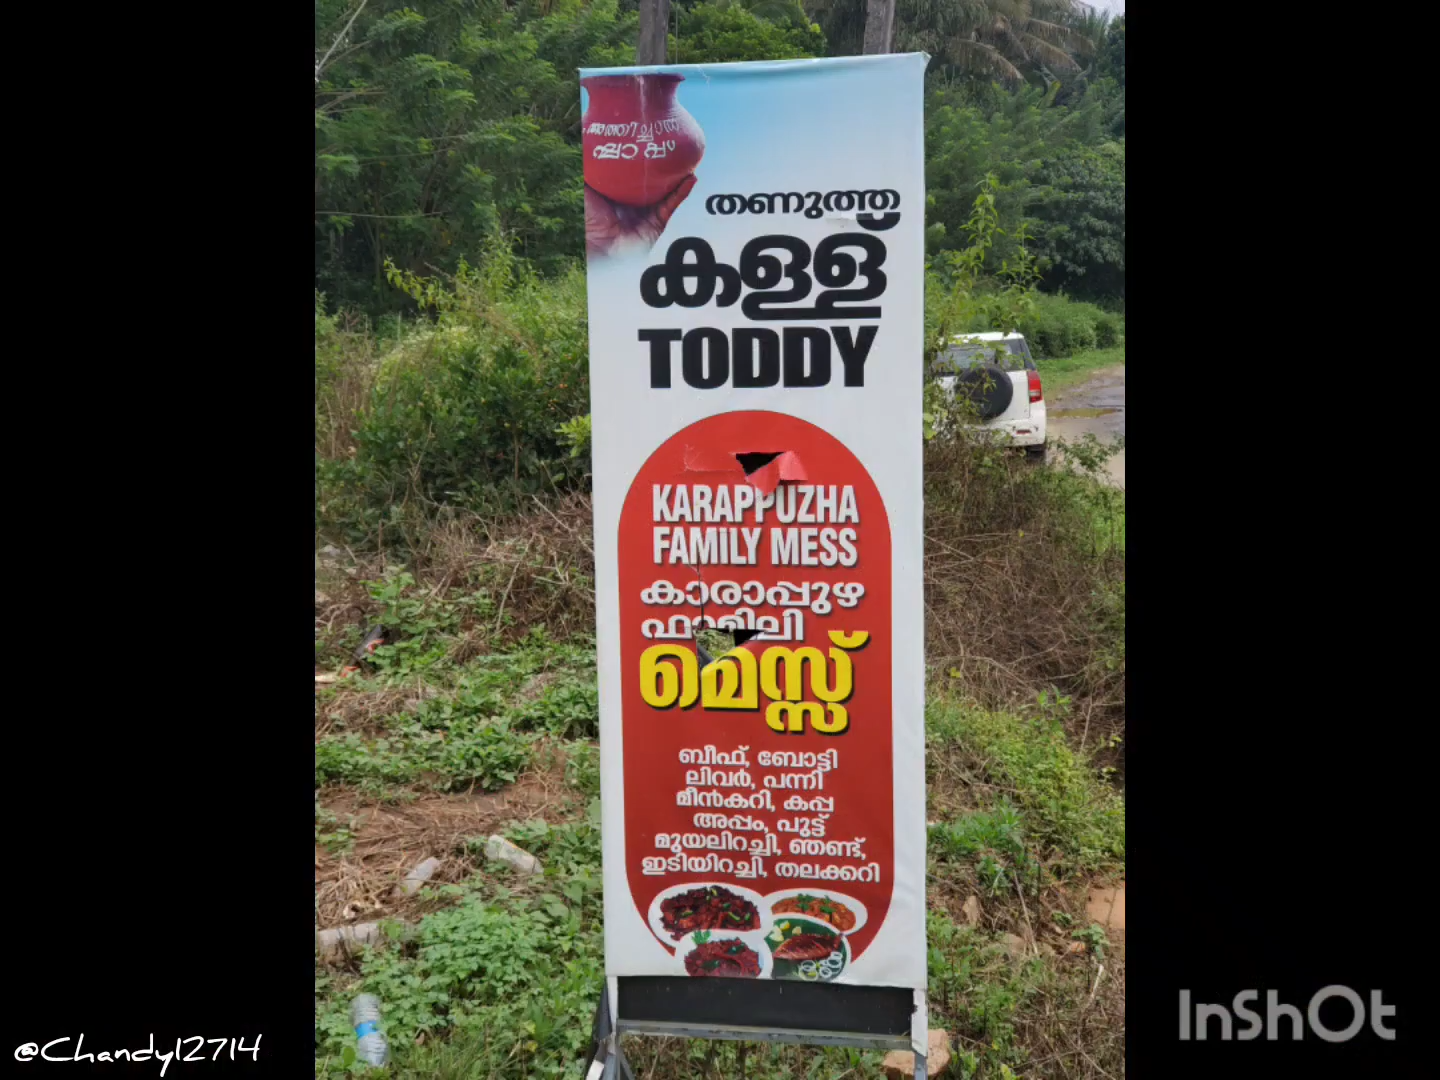 അത്തിച്ചാൽ
ഷാപ്പ്
തണുത്ത
കള്ള്
TODDY
KARAPPUZHA
FAMiLY MESS
കാരാപ്പുഴ
ഫാമിലി
മെസ്സ്
ബീഫ്, ബോട്ടി
ലിവർ, പന്നി
മീൻകറി, കപ്പ
അപ്പം, പുട്ട്
മുയലിറച്ചി, ഞണ്ട്,
ഇടിയിറച്ചി, തലക്കറി
@Chandy12714
InShOt